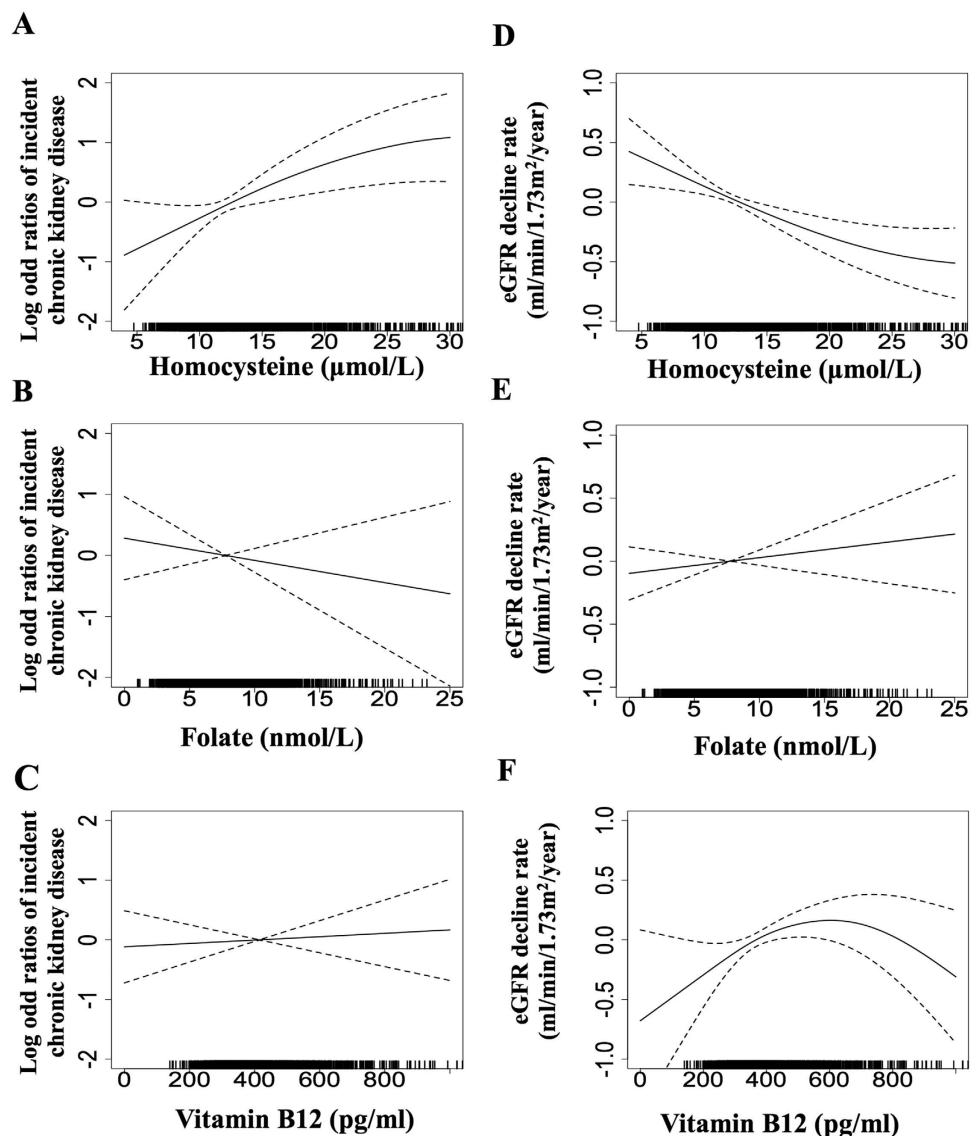 A
Log odd ratios of incident
chronic kidney disease
2
1
0
-1
-2
5 10 15 20 25 30
Homocysteine (µmol/L)
D
eGFR decline rate
(ml/min/1.73m²/year)
1.0
0.5
0.0
-0.5
-1.0
5 10 15 20 25 30
Homocysteine (µmol/L)
B
Log odd ratios of incident
chronic kidney disease
2
1
0
-1
-2
0 5 10 15 20 25
Folate (nmol/L)
E
eGFR decline rate
(ml/min/1.73m²/year)
1.0
0.5
0.0
-0.5
-1.0
0 5 10 15 20 25
Folate (nmol/L)
C
Log odd ratios of incident
chronic kidney disease
2
1
0
-1
-2
0 200 400 600 800
Vitamin B12 (pg/ml)
F
eGFR decline rate
(ml/min/1.73m²/year)
1.0
0.5
0.0
-0.5
-1.0
0 200 400 600 800
Vitamin B12 (pg/ml)